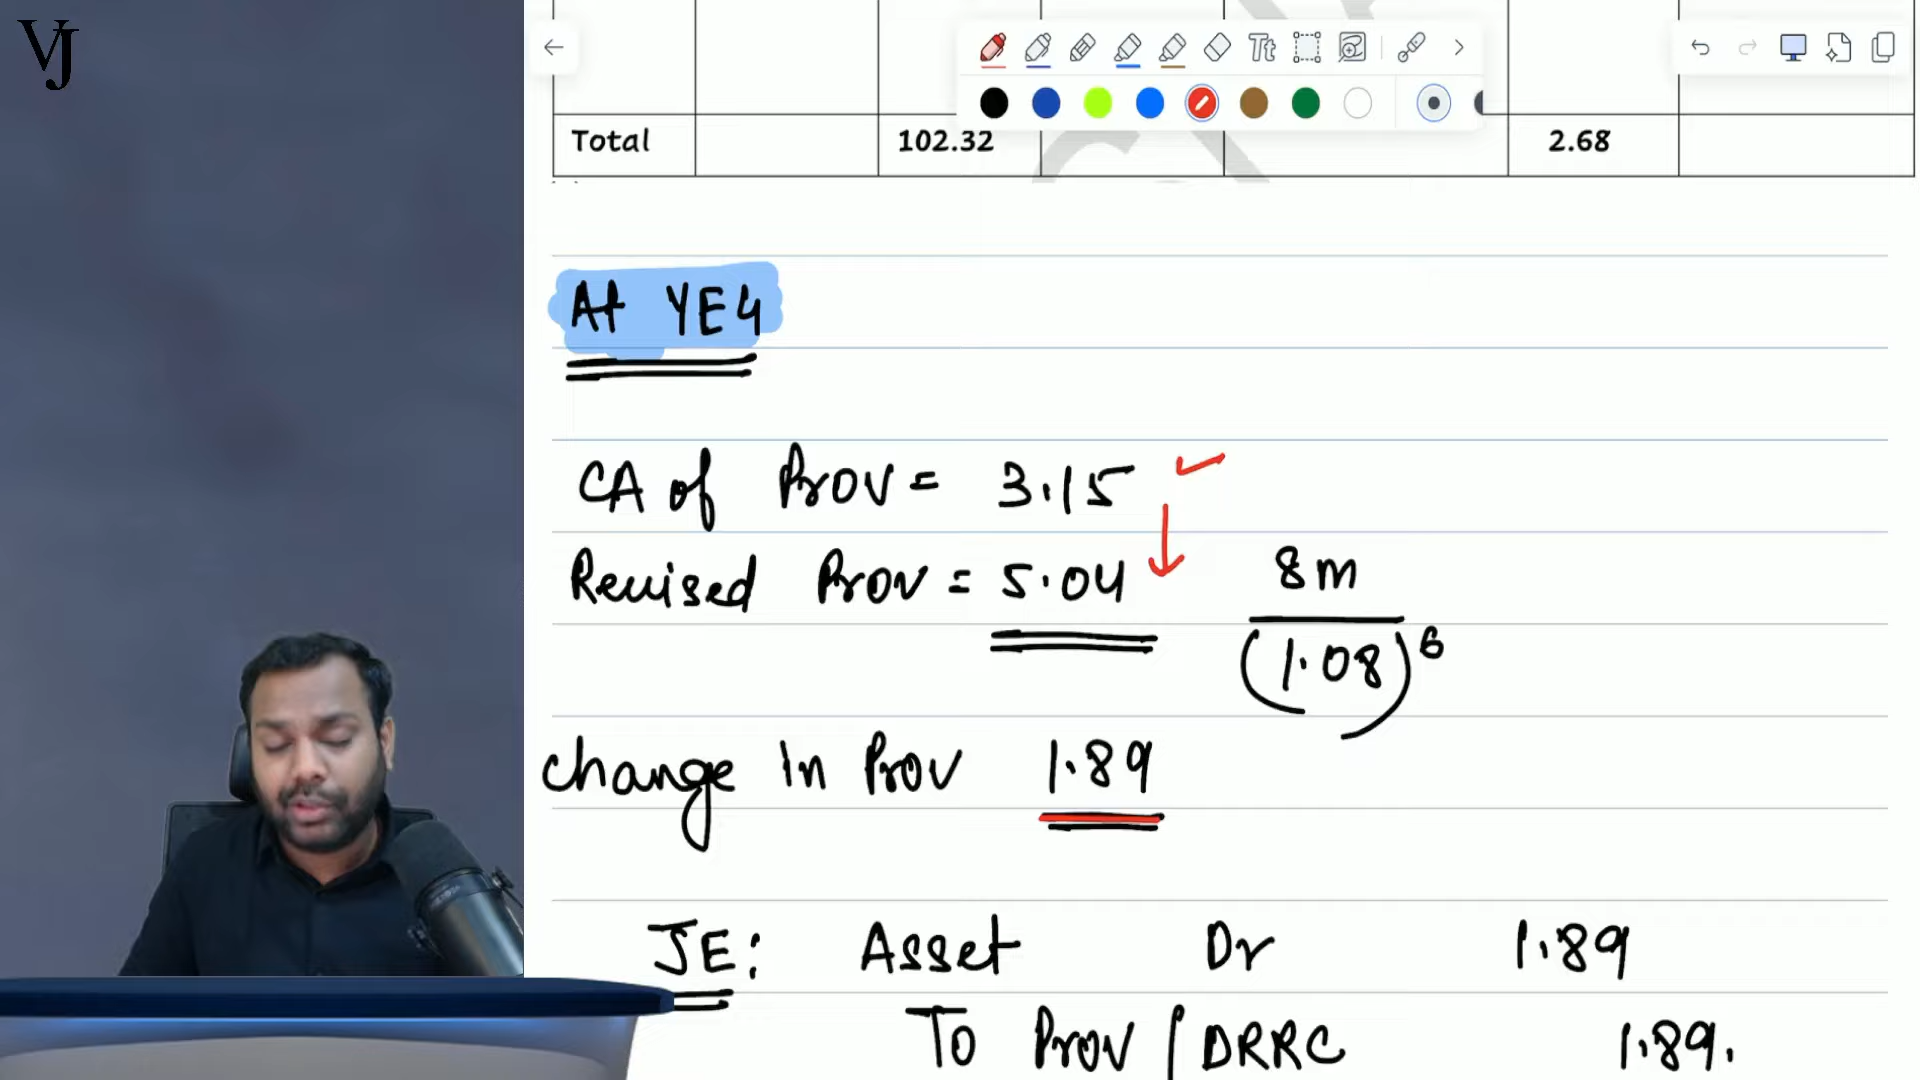 VJ
Tt
Total 102.32 2.68
At YE4
CA of Prov = 3.15
Revised Prov = 5.04 8m
(1.08)6
change in Prov 1.89
JE: Asset Dr 1.89
To Prov / DRRC 1.89.